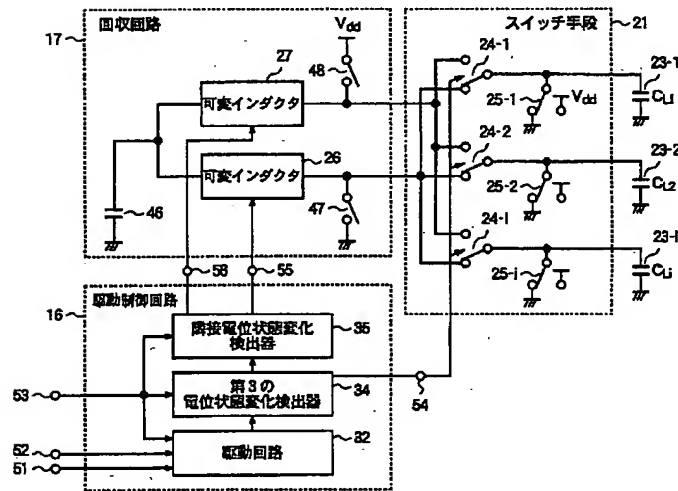 回収回路
17
Vdd
スイッチ手段
21
27
48
24-1
23-1
可変インダクタ
25-1
Vdd
CL1
26
24-2
23-2
可変インダクタ
46
47
25-2
CL2
24-i
23-i
25-i
CLi
56
55
16
駆動制御回路
隣接電位状態変化
検出器
35
53
第3の
電位状態変化検出器
34
54
52
駆動回路
32
51